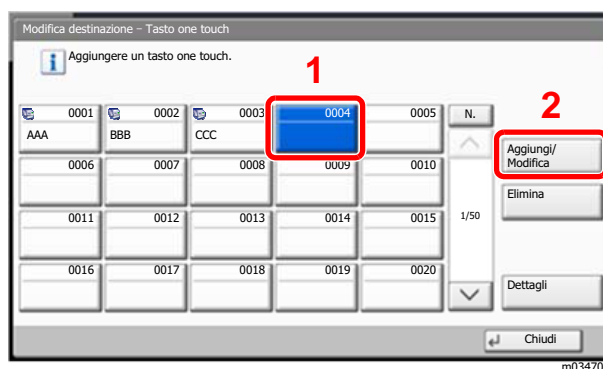 Modifica destinazione – Tasto one touch
Aggiungere un tasto one touch.
1
2
0001 0002 0003 0004 0005 N.
AAA BBB CCC
Aggiungi/
Modifica
0006 0007 0008 0009 0010
Elimina
0011 0012 0013 0014 0015 1/50
0016 0017 0018 0019 0020
Dettagli
Chiudi
m03470